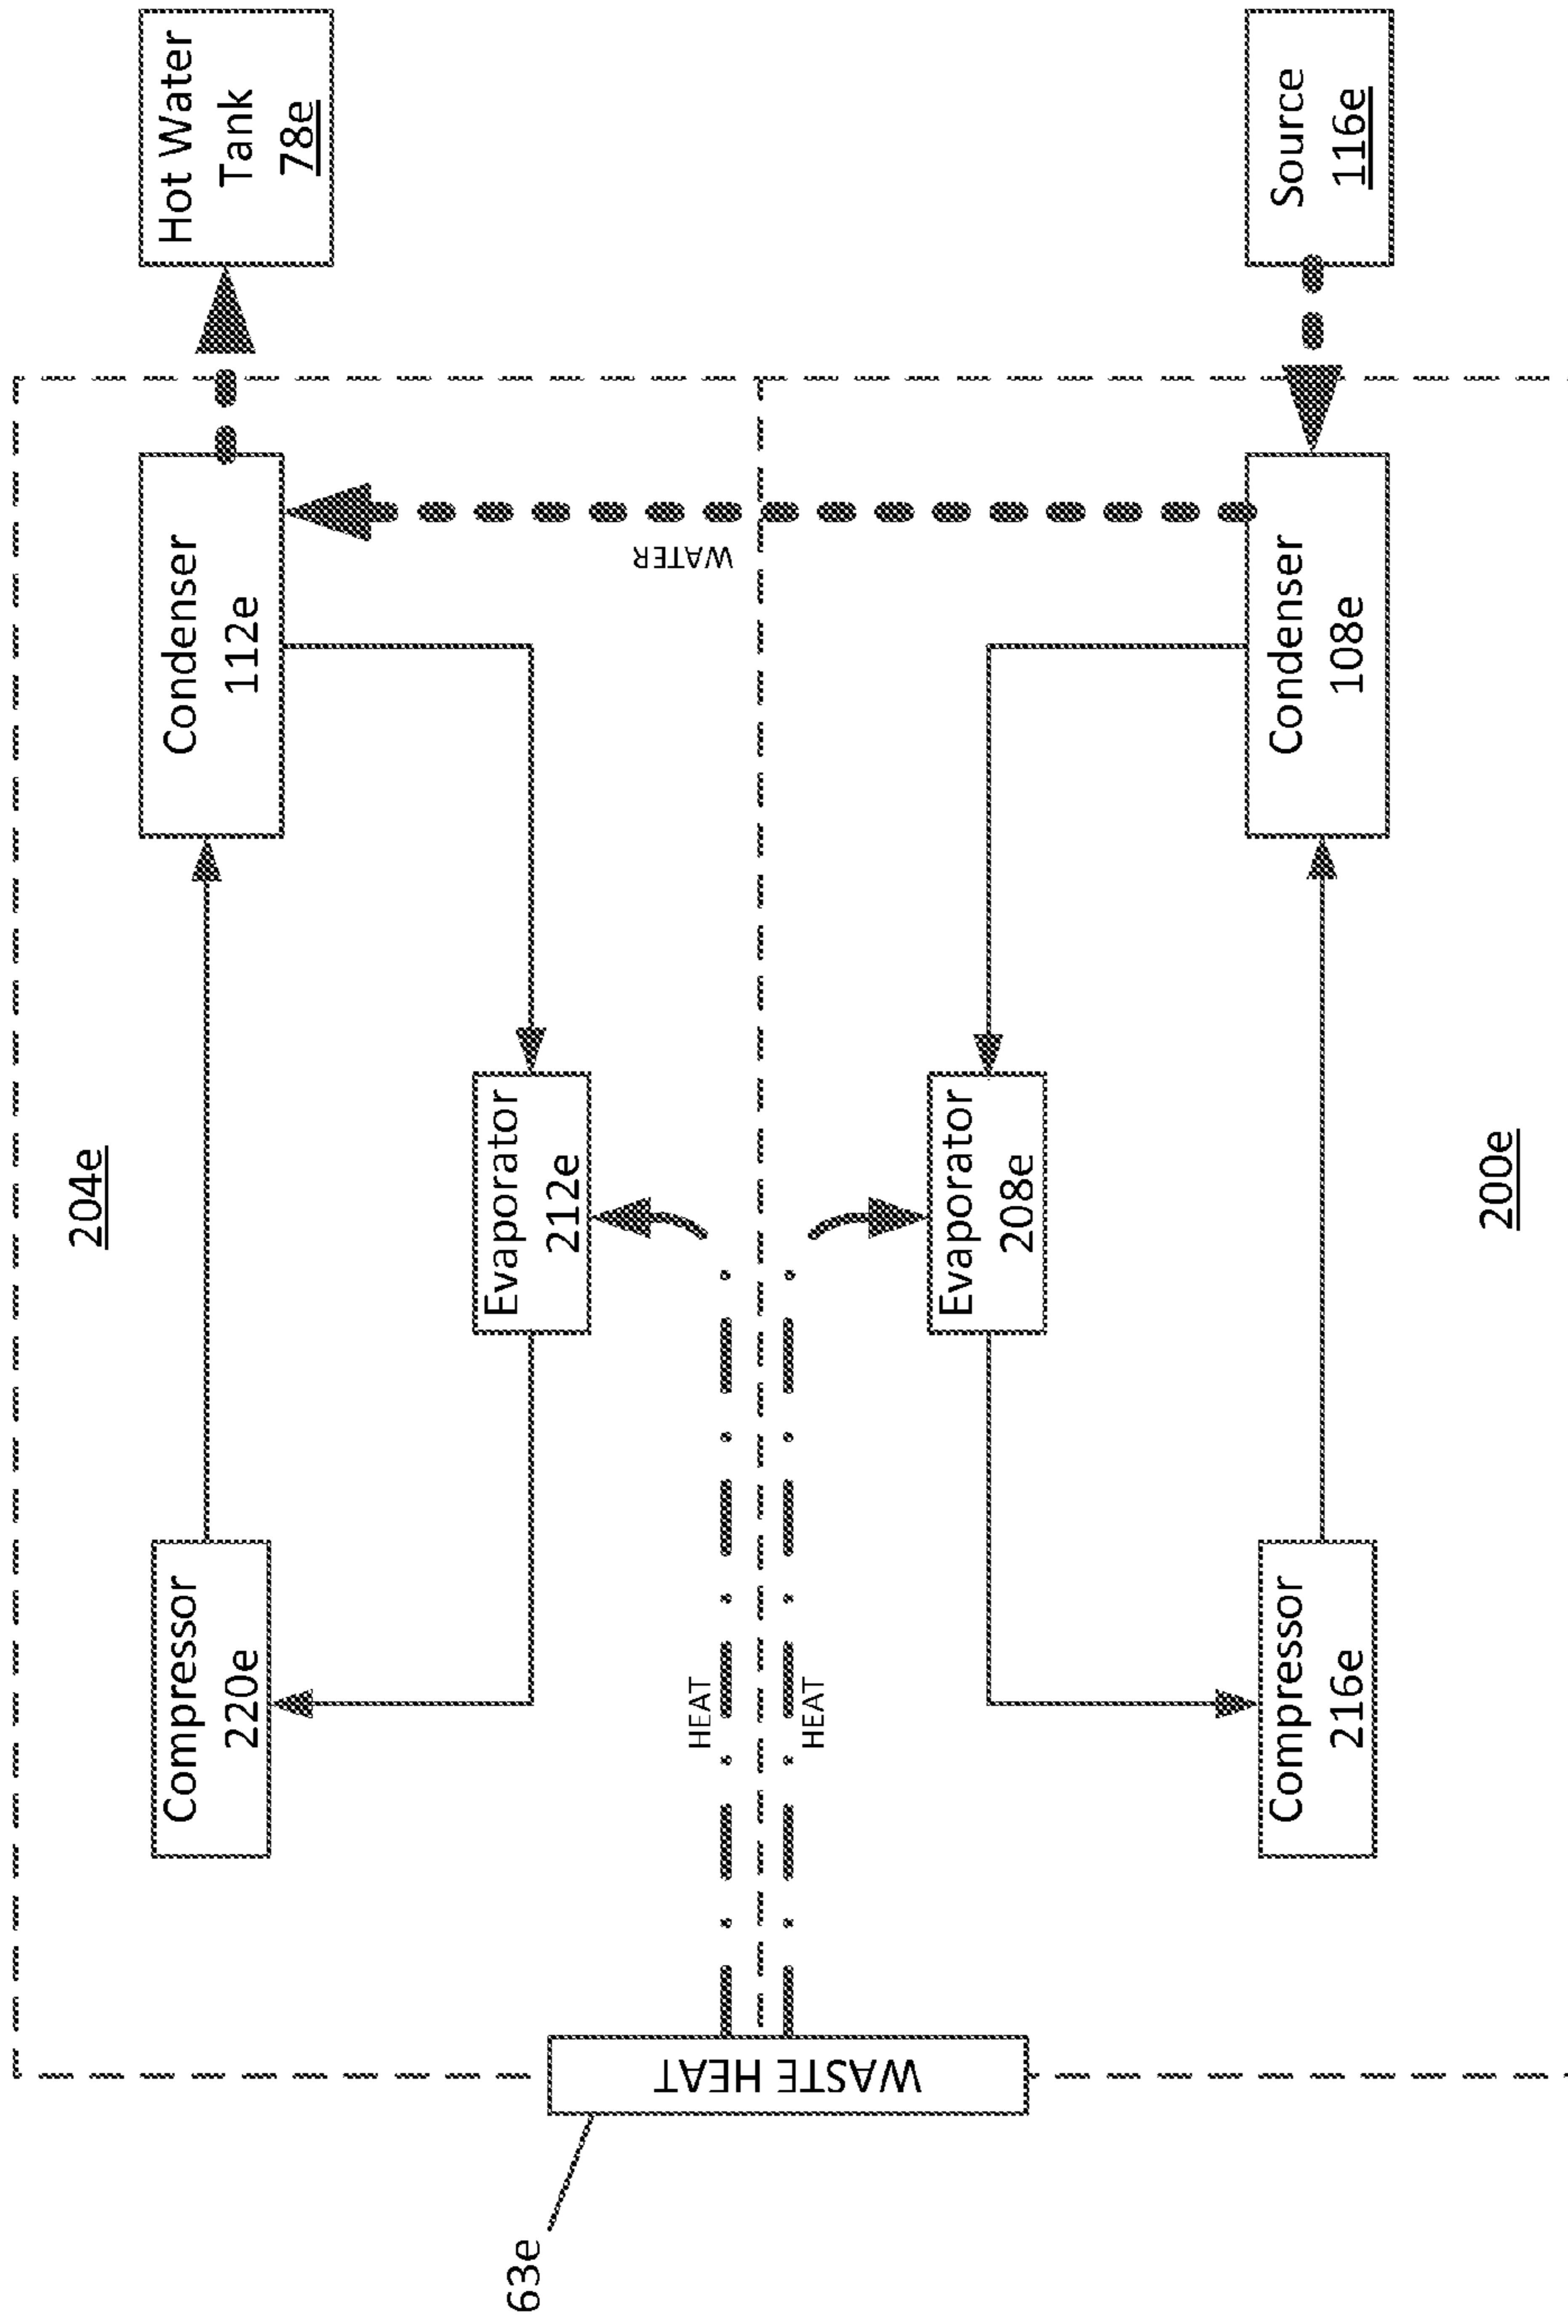 204e
Compressor
220e
Condenser
112e
Hot Water
Tank
78e
Evaporator
212e
63e
WASTE HEAT
HEAT
HEAT
WATER
Evaporator
208e
Compressor
216e
Condenser
108e
Source
116e
200e